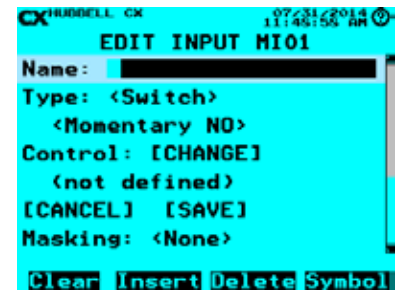 CX HUBBELL CX 07/31/2014
11:45:58 AM
EDIT INPUT MI01
Name:
Type: <Switch>
<Momentary NO>
Control: [CHANGE]
(not defined)
[CANCEL] [SAVE]
Masking: <None>
Clear Insert Delete Symbol